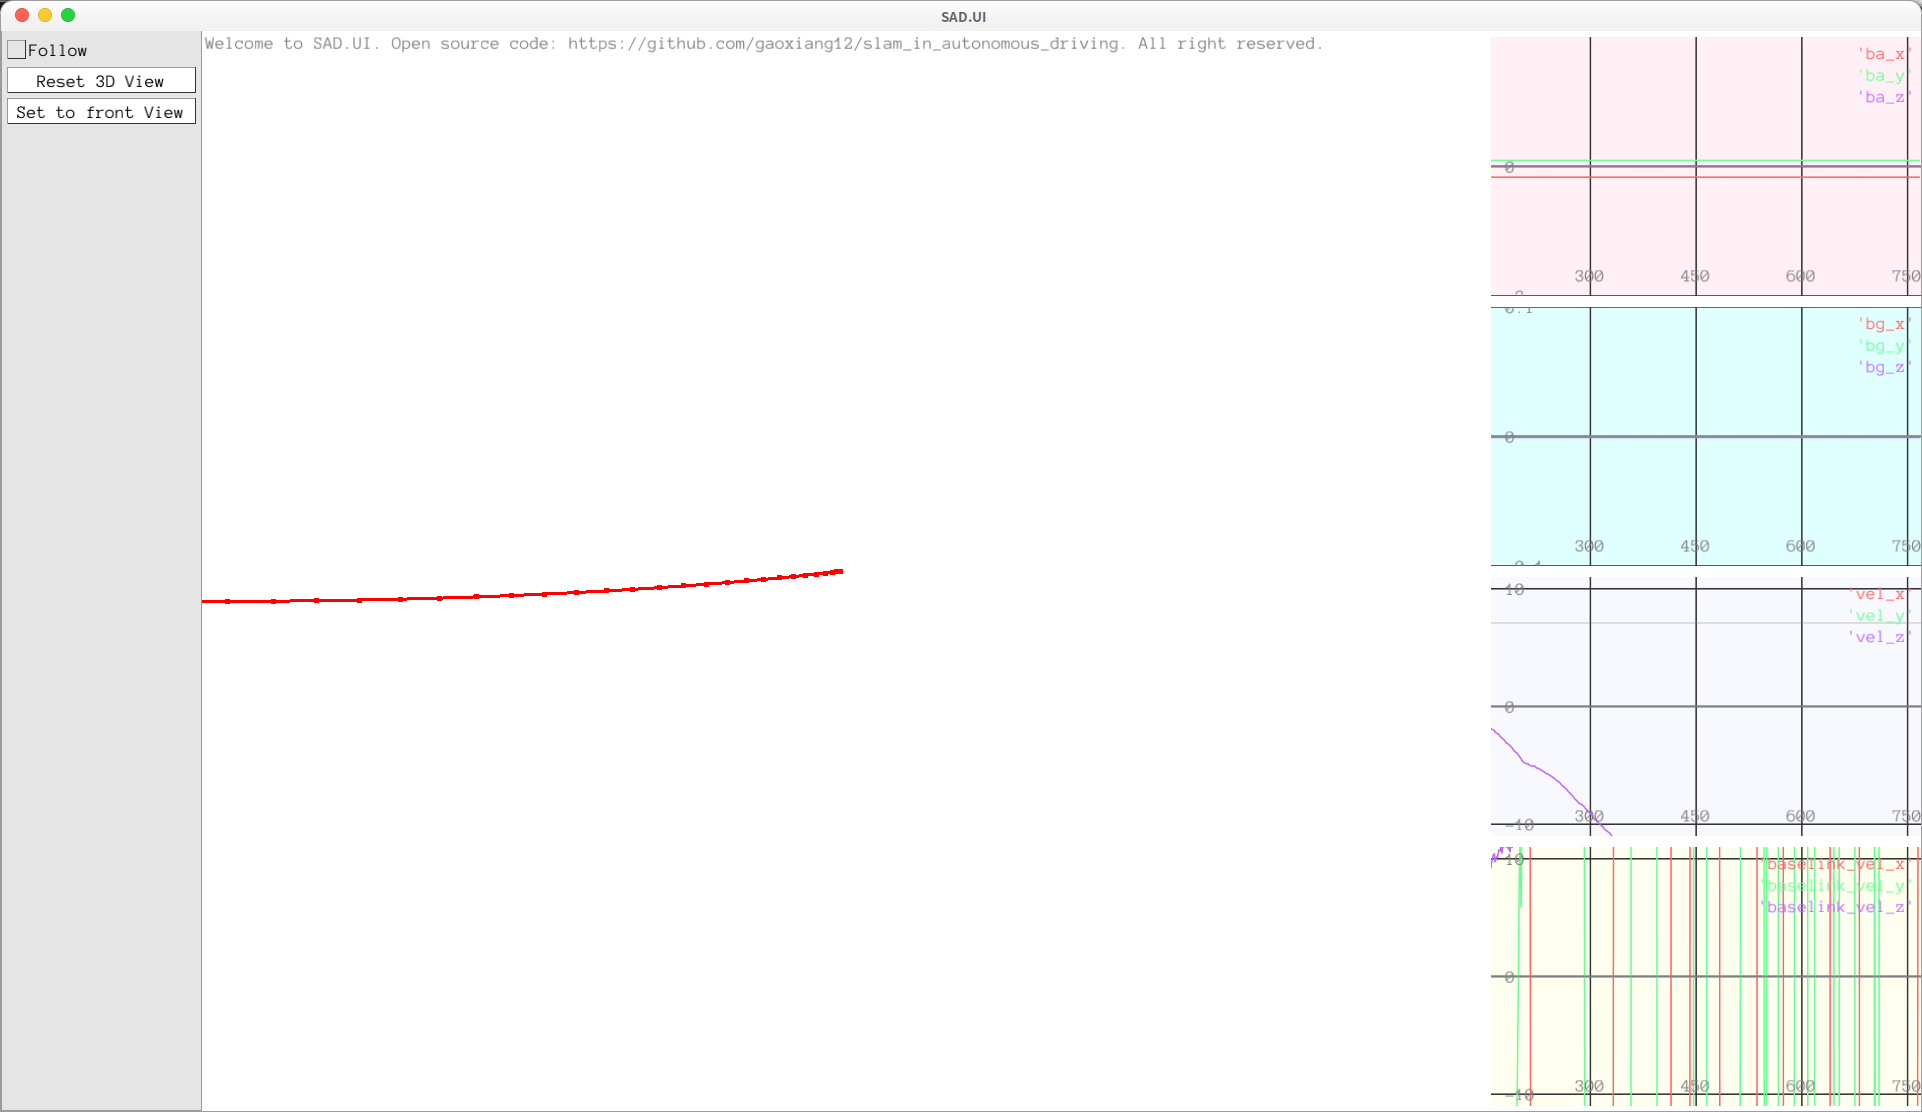 SAD.UI
Follow
Reset 3D View
Set to front View
Welcome to SAD.UI. Open source code: https://github.com/gaoxiang12/slam_in_autonomous_driving. All right reserved.
'ba_x'
'ba_y'
'ba_z'
0
300 450 600 750
0.1
'bg_x'
'bg_y'
'bg_z'
0
300 450 600 750
10
'vel_x'
'vel_y'
'vel_z'
0
300 450 600 750
-10
10
'baselink_vel_x'
'baselink_vel_y'
'baselink_vel_z'
0
300 450 600 750
-10